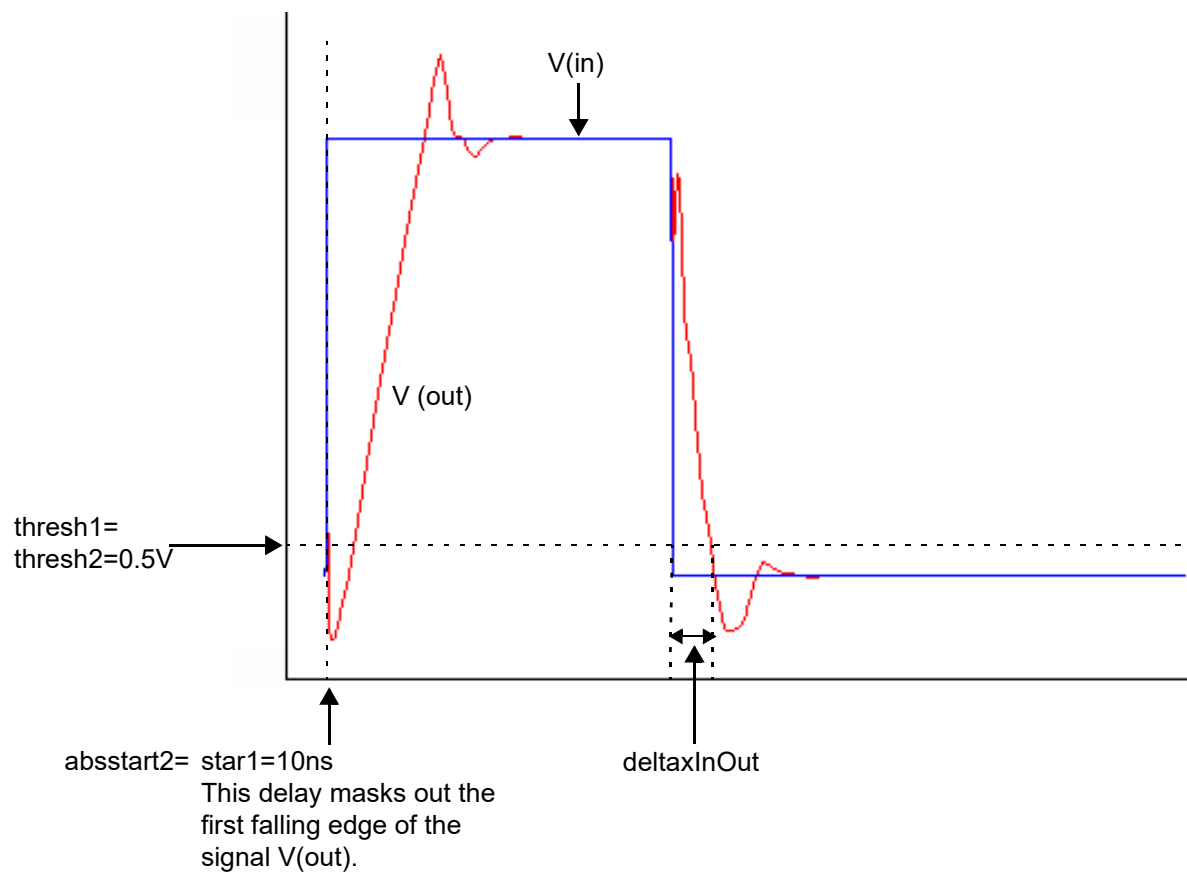 V(in)
V (out)
thresh1=
thresh2=0.5V
absstart2= star1=10ns
This delay masks out the
first falling edge of the
signal V(out).
deltaxInOut